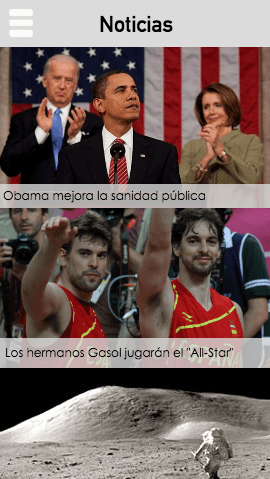 Noticias
Obama mejora la sanidad pública
Los hermanos Gasol jugarán el "All-Star"